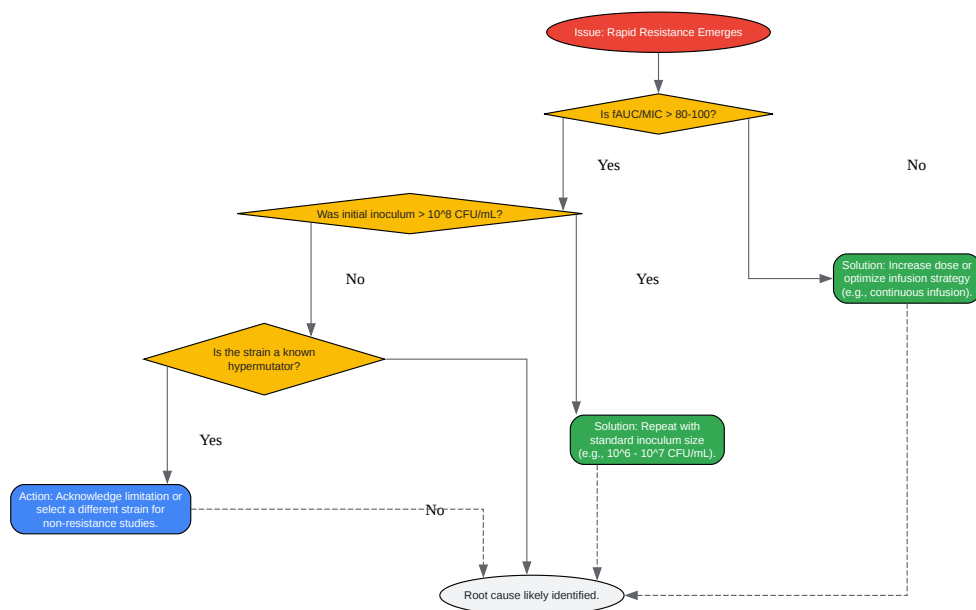 Issue: Rapid Resistance Emerges
Is fAUC/MIC > 80-100?
Yes
No
Was initial inoculum > 10^8 CFU/mL?
No
Yes
Solution: Increase dose or
optimize infusion strategy
(e.g., continuous infusion).
Is the strain a known
hypermutator?
Yes
Solution: Repeat with
standard inoculum size
(e.g., 10^6 - 10^7 CFU/mL).
Action: Acknowledge limitation or
select a different strain for
non-resistance studies.
No
Root cause likely identified.